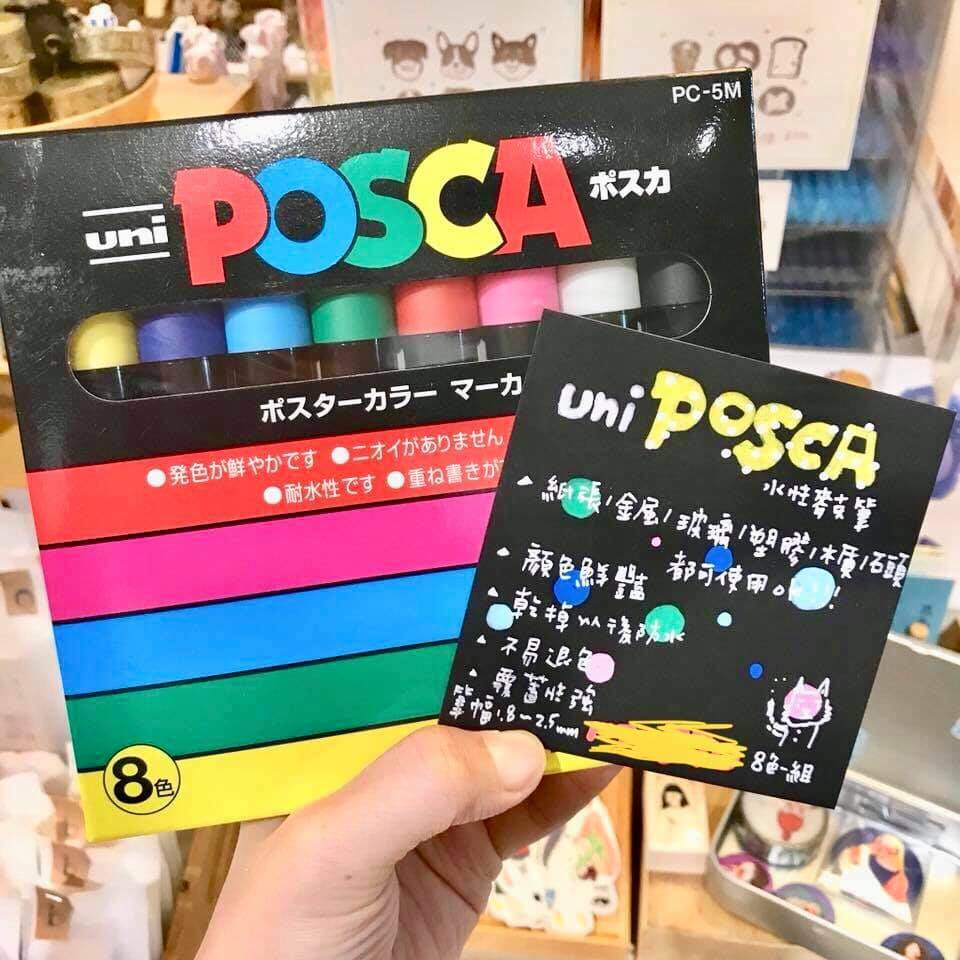 PC-5M
uni POSCA ポスカ
ポスターカラー マーカ
●発色が鮮やかです ●ニオイがありません
●耐水性です ●重ね書きが
8色
uni POSCA
水性麥克筆
紙張/金属/玻璃/塑膠/木質/石頭
都可使用
顏色鮮豔
乾掉以後防水
不易退色
覆蓋性強
筆幅1.8~2.5mm
8色一組